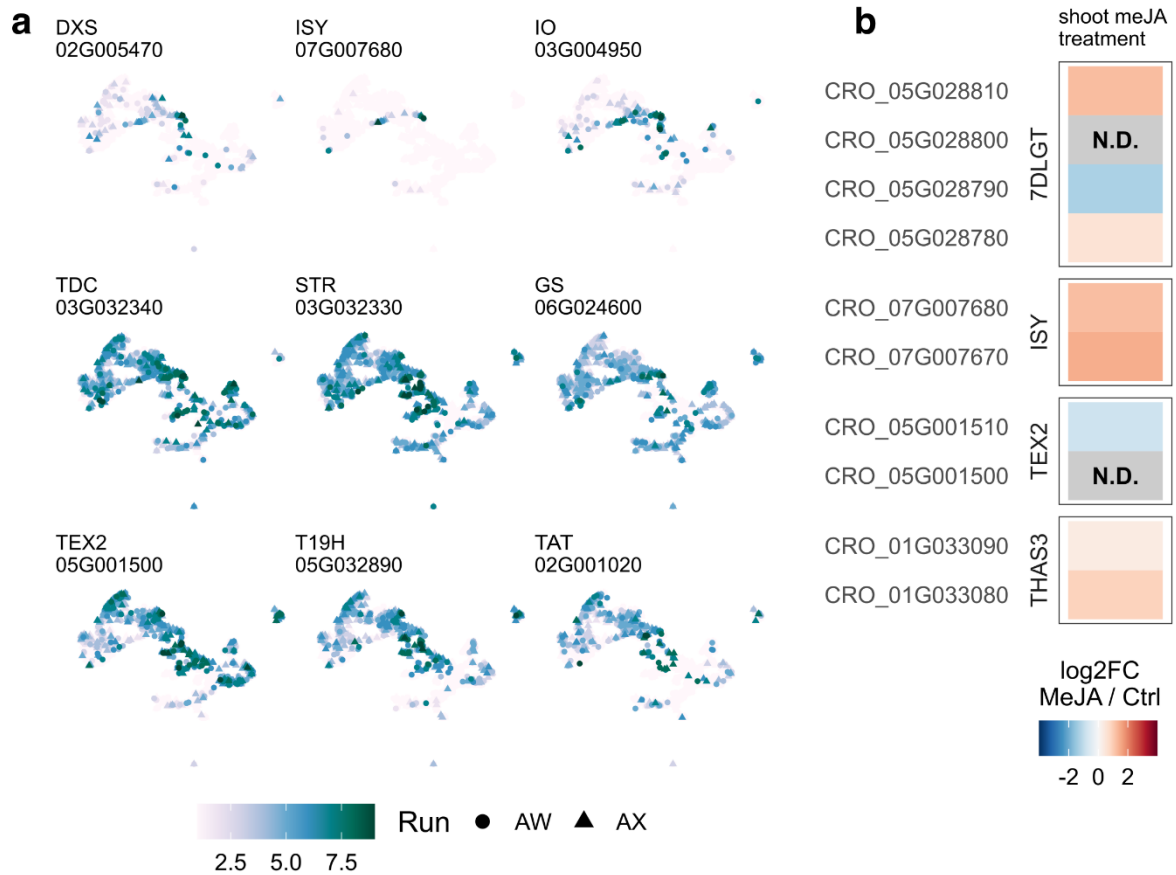 a
DXS
02G005470
ISY
07G007680
IO
03G004950
TDC
03G032340
STR
03G032330
GS
06G024600
TEX2
05G001500
T19H
05G032890
TAT
02G001020
2.5 5.0 7.5
Run AW AX
b
shoot meJA
treatment
CRO_05G028810
CRO_05G028800
CRO_05G028790
CRO_05G028780
7DLGT
N.D.
CRO_07G007680
CRO_07G007670
ISY
CRO_05G001510
CRO_05G001500
TEX2
N.D.
CRO_01G033090
CRO_01G033080
THAS3
log2FC
MeJA / Ctrl
-2 0 2